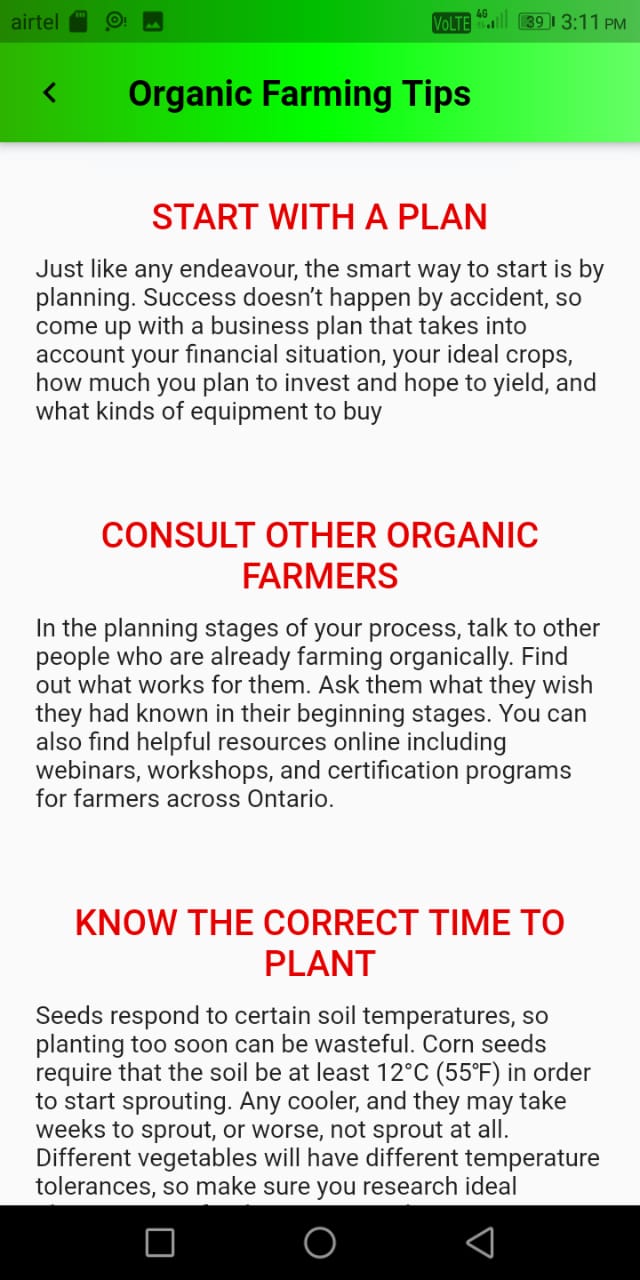 airtel VoLTE 4G 39 3:11 PM
Organic Farming Tips
START WITH A PLAN
Just like any endeavour, the smart way to start is by
planning. Success doesn’t happen by accident, so
come up with a business plan that takes into
account your financial situation, your ideal crops,
how much you plan to invest and hope to yield, and
what kinds of equipment to buy
CONSULT OTHER ORGANIC
FARMERS
In the planning stages of your process, talk to other
people who are already farming organically. Find
out what works for them. Ask them what they wish
they had known in their beginning stages. You can
also find helpful resources online including
webinars, workshops, and certification programs
for farmers across Ontario.
KNOW THE CORRECT TIME TO
PLANT
Seeds respond to certain soil temperatures, so
planting too soon can be wasteful. Corn seeds
require that the soil be at least 12°C (55°F) in order
to start sprouting. Any cooler, and they may take
weeks to sprout, or worse, not sprout at all.
Different vegetables will have different temperature
tolerances, so make sure you research ideal